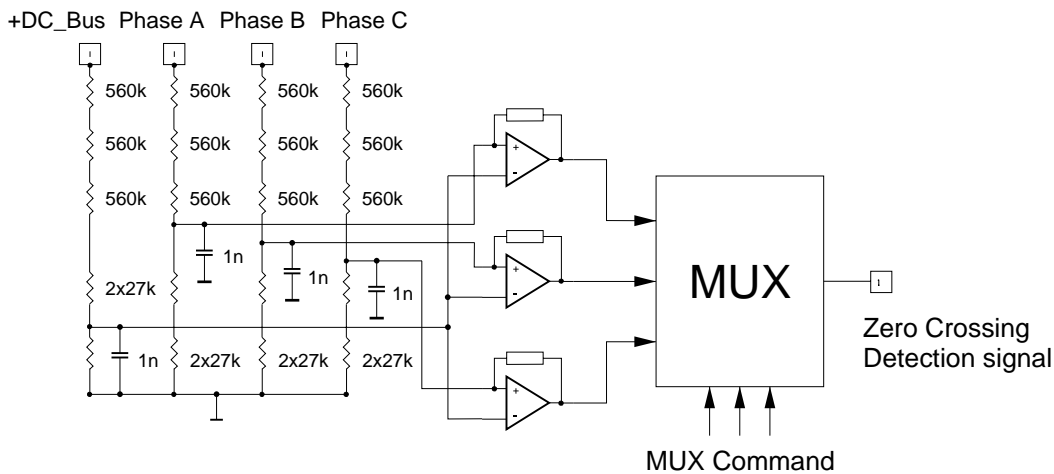 +DC_Bus Phase A Phase B Phase C
560k 560k 560k 560k
560k 560k 560k 560k
560k 560k 560k 560k
1n
1n
1n
2x27k
1n 2x27k 2x27k 2x27k
+
-
+
-
+
-
MUX
Zero Crossing
Detection signal
MUX Command